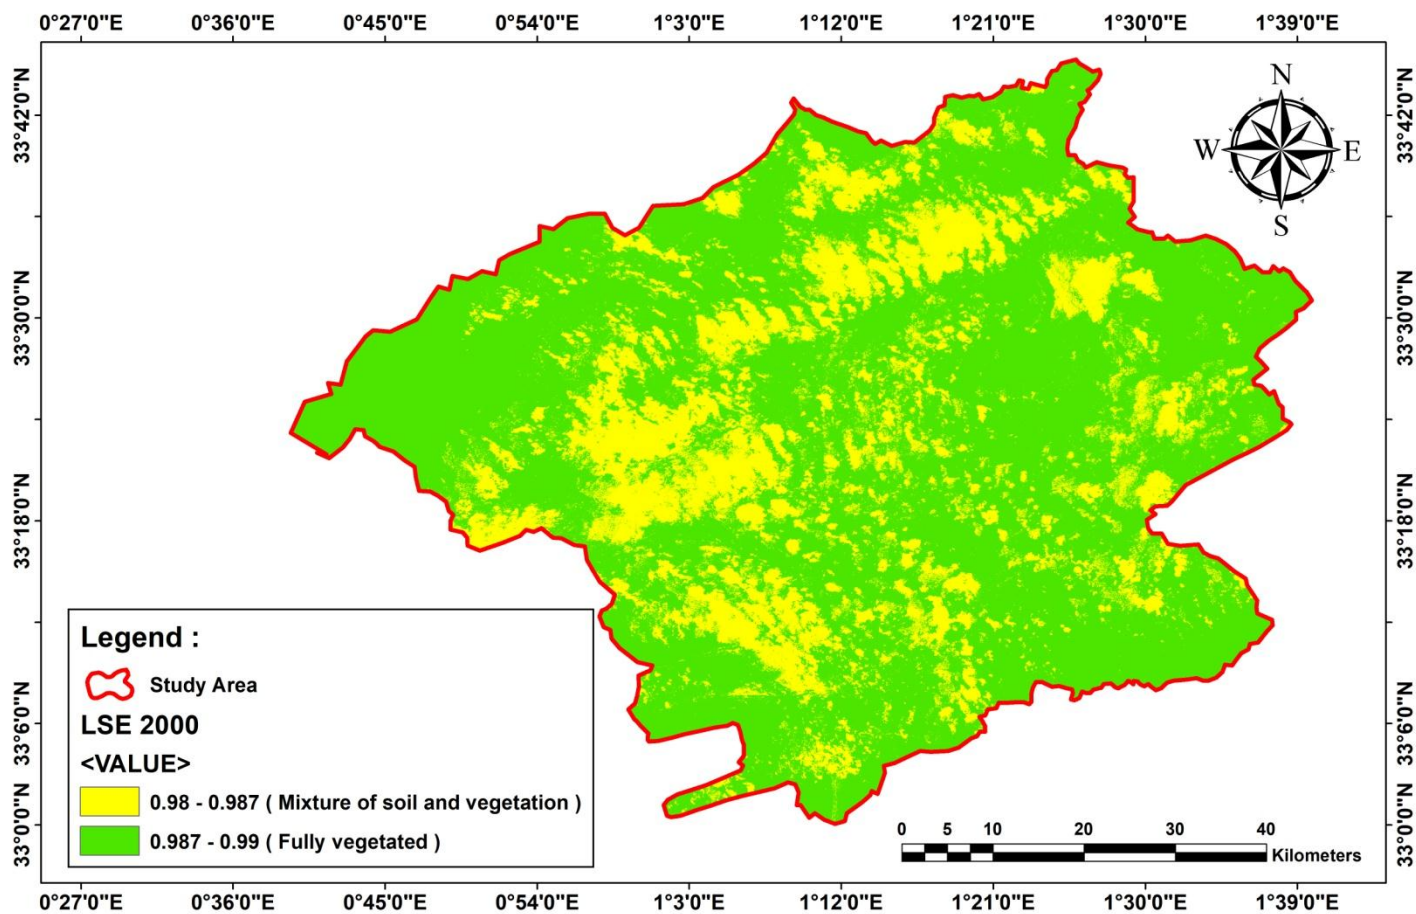 0°27'0"E 0°36'0"E 0°45'0"E 0°54'0"E 1°3'0"E 1°12'0"E 1°21'0"E 1°30'0"E 1°39'0"E
33°42'0"N
33°30'0"N
33°18'0"N
33°6'0"N
33°0'0"N
N
W E
S
33°42'0"N
33°30'0"N
33°18'0"N
33°6'0"N
33°0'0"N
Legend :
Study Area
LSE 2000
<VALUE>
0.98 - 0.987 ( Mixture of soil and vegetation )
0.987 - 0.99 ( Fully vegetated )
0 5 10 20 30 40
Kilometers
0°27'0"E 0°36'0"E 0°45'0"E 0°54'0"E 1°3'0"E 1°12'0"E 1°21'0"E 1°30'0"E 1°39'0"E